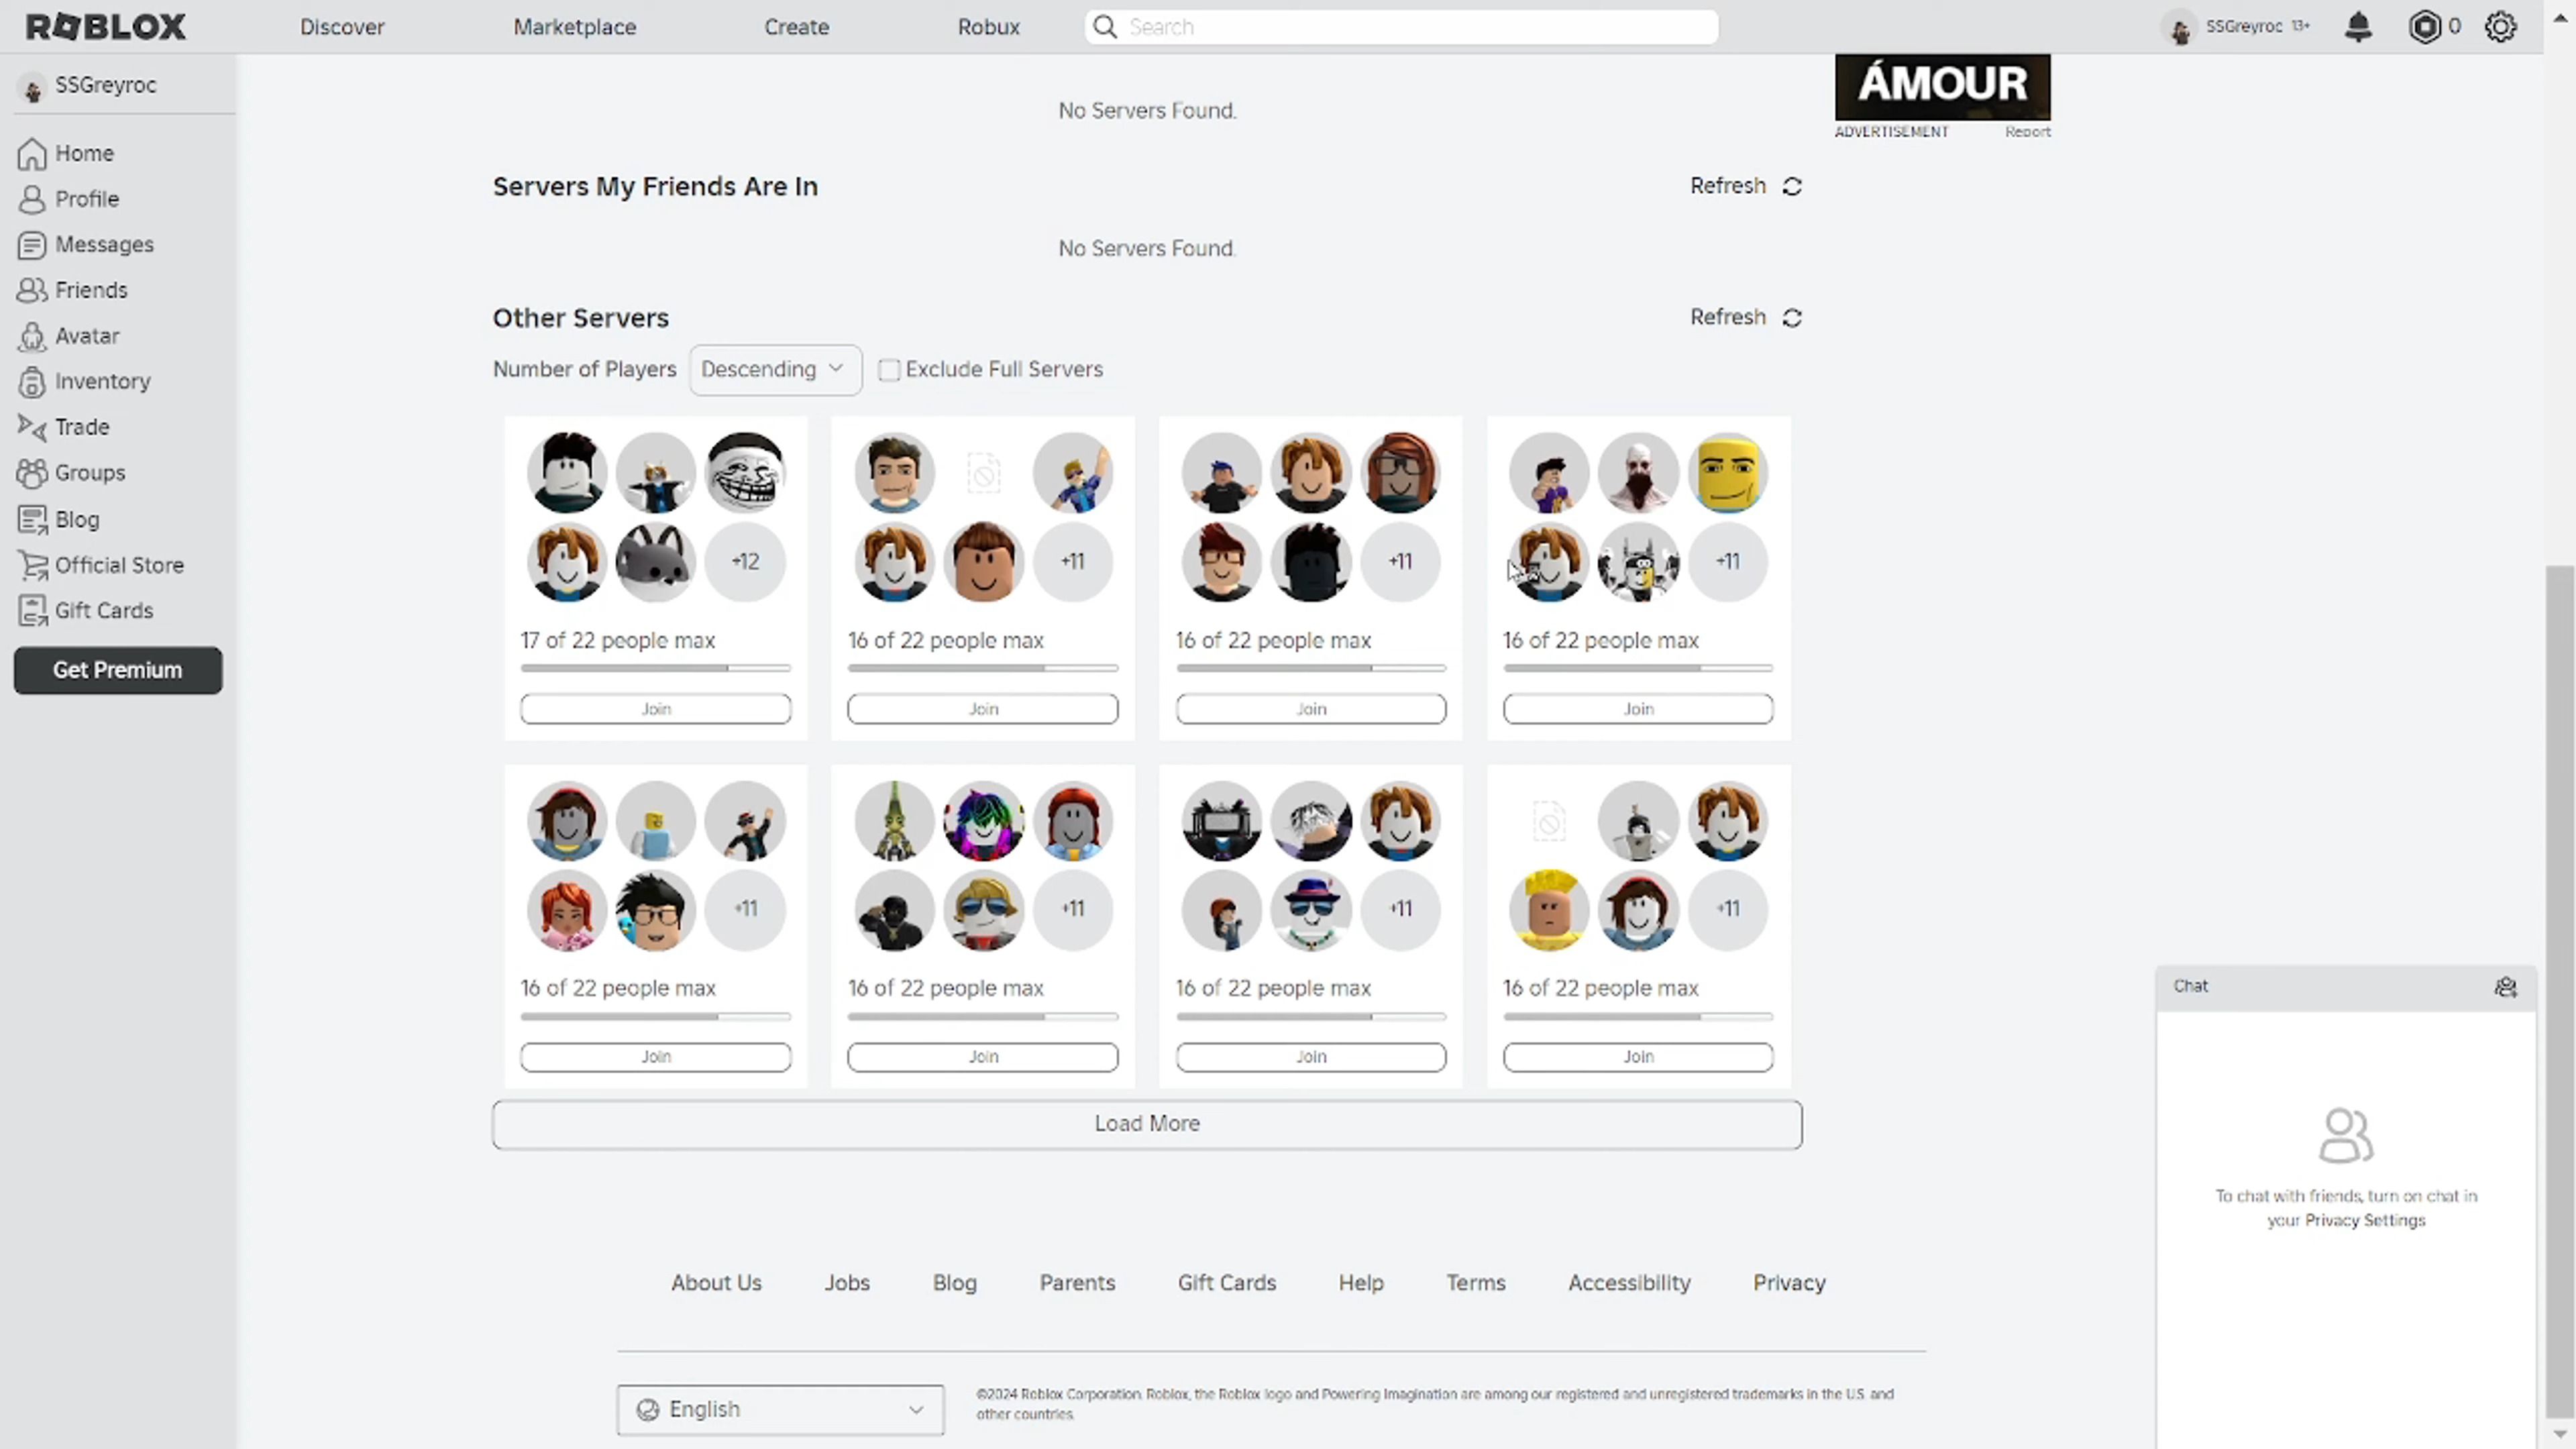 ROBLOX Discover Marketplace Create Robux Search SSGreyroc 13+ 0
SSGreyroc
Home
Profile
Messages
Friends
Avatar
Inventory
Trade
Groups
Blog
Official Store
Gift Cards
Get Premium
ÁMOUR
ADVERTISEMENT Report
No Servers Found.
Servers My Friends Are In Refresh
No Servers Found.
Other Servers Refresh
Number of Players Descending Exclude Full Servers
+12 +11 +11 +11
17 of 22 people max 16 of 22 people max 16 of 22 people max 16 of 22 people max
Join Join Join Join
+11 +11 +11 +11
16 of 22 people max 16 of 22 people max 16 of 22 people max 16 of 22 people max
Join Join Join Join
Load More
Chat
To chat with friends, turn on chat in
your Privacy Settings
About Us Jobs Blog Parents Gift Cards Help Terms Accessibility Privacy
English
©2024 Roblox Corporation. Roblox, the Roblox logo and Powering Imagination are among our registered and unregistered trademarks in the U.S. and
other countries.